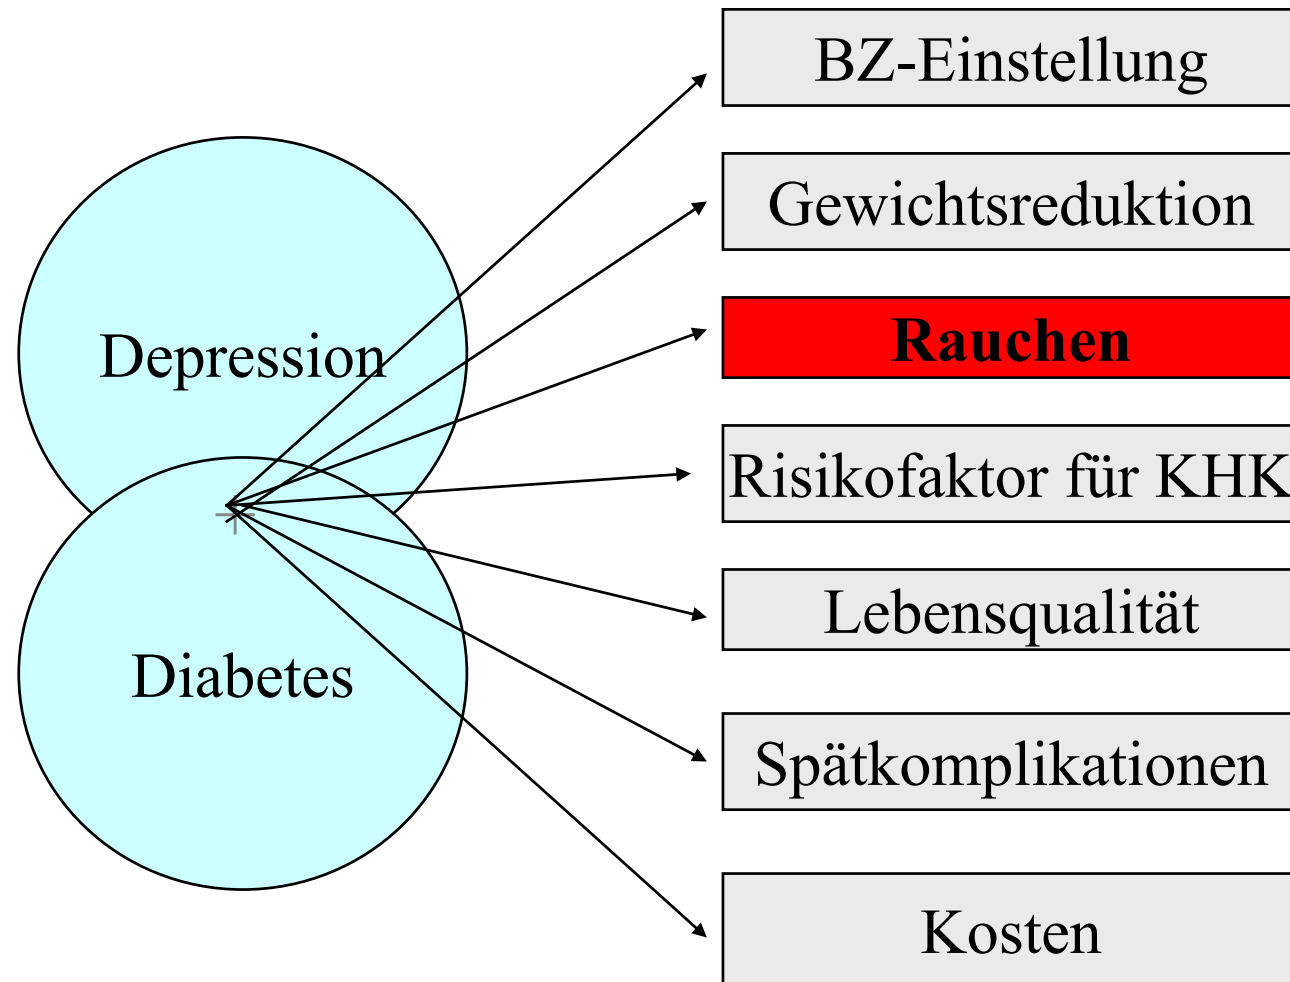 BZ-Einstellung
Gewichtsreduktion
Depression
Rauchen
Risikofaktor für KHK
Lebensqualität
Diabetes
Spätkomplikationen
Kosten